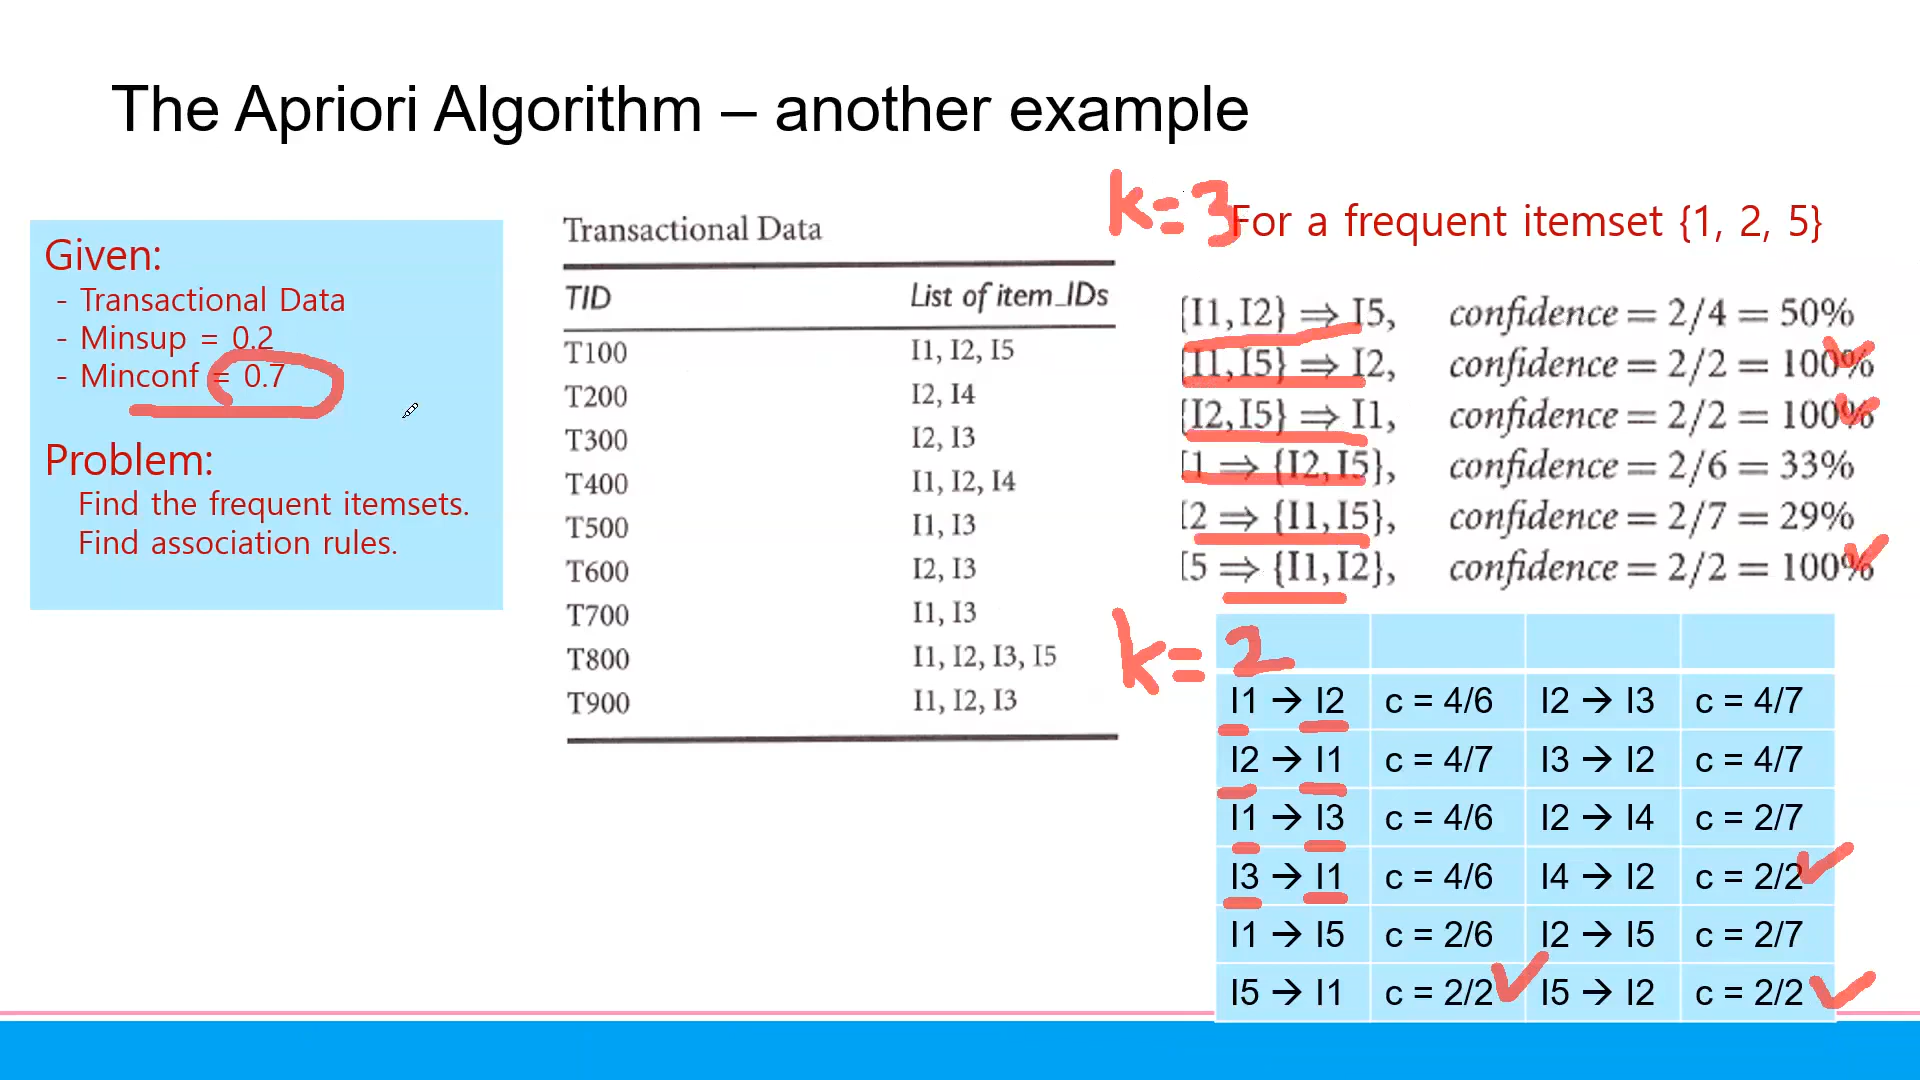 The Apriori Algorithm – another example
Given:
- Transactional Data
- Minsup = 0.2
- Minconf = 0.7
Problem:
Find the frequent itemsets.
Find association rules.
Transactional Data
TID List of item_IDs
T100 I1, I2, I5
T200 I2, I4
T300 I2, I3
T400 I1, I2, I4
T500 I1, I3
T600 I2, I3
T700 I1, I3
T800 I1, I2, I3, I5
T900 I1, I2, I3
k=3
For a frequent itemset {1, 2, 5}
{I1, I2} ⇒ I5, confidence = 2/4 = 50%
{I1, I5} ⇒ I2, confidence = 2/2 = 100%
{I2, I5} ⇒ I1, confidence = 2/2 = 100%
I1 ⇒ {I2, I5}, confidence = 2/6 = 33%
I2 ⇒ {I1, I5}, confidence = 2/7 = 29%
I5 ⇒ {I1, I2}, confidence = 2/2 = 100%
k=2
I1 → I2 c = 4/6 I2 → I3 c = 4/7
I2 → I1 c = 4/7 I3 → I2 c = 4/7
I1 → I3 c = 4/6 I2 → I4 c = 2/7
I3 → I1 c = 4/6 I4 → I2 c = 2/2
I1 → I5 c = 2/6 I2 → I5 c = 2/7
I5 → I1 c = 2/2 I5 → I2 c = 2/2